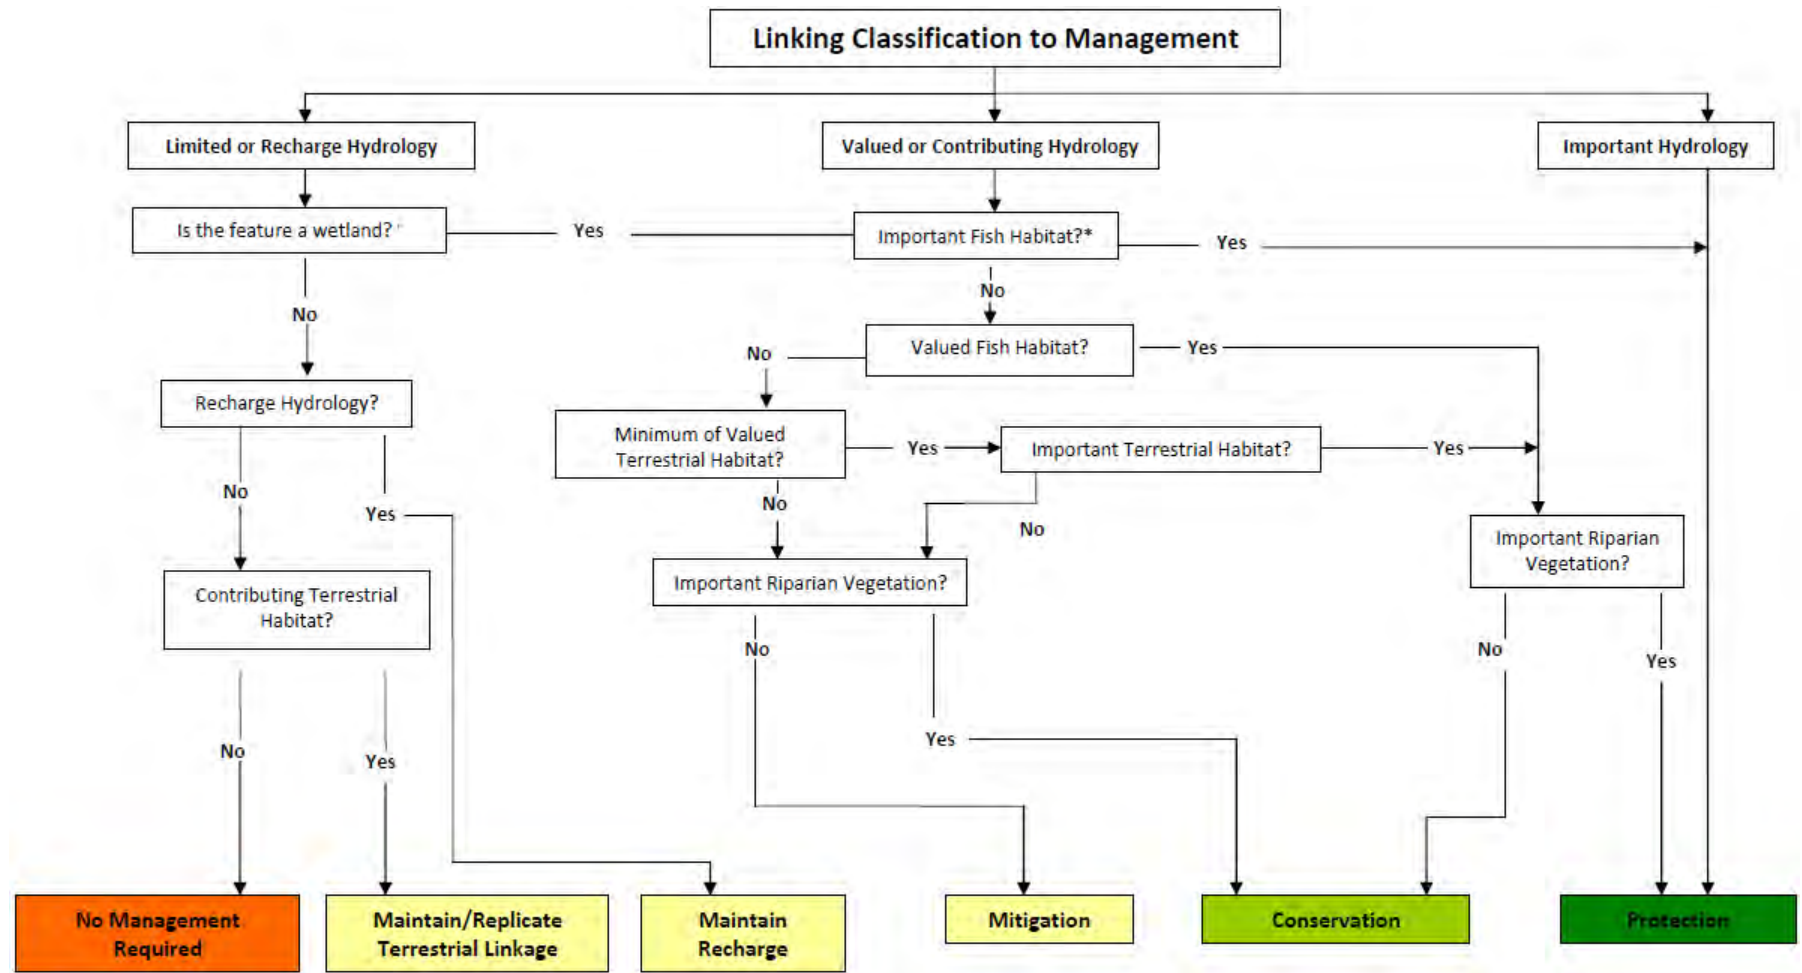 Linking Classification to Management
Limited or Recharge Hydrology
Valued or Contributing Hydrology
Important Hydrology
Is the feature a wetland?
Yes
Important Fish Habitat?*
Yes
No
No
Valued Fish Habitat?
Yes
No
Recharge Hydrology?
Minimum of Valued
Terrestrial Habitat?
Yes
Important Terrestrial Habitat?
Yes
No
Yes
No
No
Important Riparian
Vegetation?
Contributing Terrestrial
Habitat?
Important Riparian Vegetation?
No
Yes
No
Yes
No
Yes
No Management
Required
Maintain/Replicate
Terrestrial Linkage
Maintain
Recharge
Mitigation
Conservation
Protection